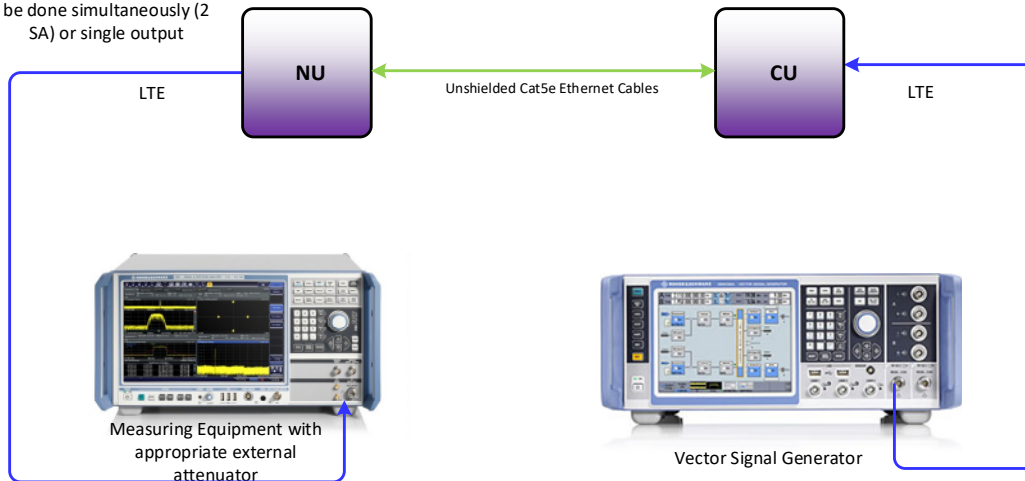 be done simultaneously (2
SA) or single output
NU
CU
LTE
Unshielded Cat5e Ethernet Cables
LTE
Measuring Equipment with
appropriate external
attenuator
Vector Signal Generator